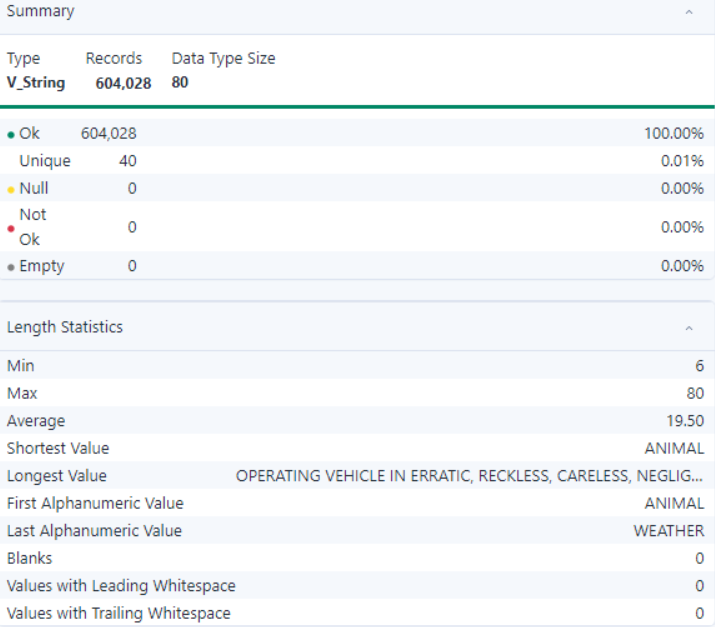 Summary
Type Records Data Type Size
V_String 604,028 80
Ok 604,028 100.00%
Unique 40 0.01%
Null 0 0.00%
Not
Ok 0 0.00%
Empty 0 0.00%
Length Statistics
Min 6
Max 80
Average 19.50
Shortest Value ANIMAL
Longest Value OPERATING VEHICLE IN ERRATIC, RECKLESS, CARELESS, NEGLIG...
First Alphanumeric Value ANIMAL
Last Alphanumeric Value WEATHER
Blanks 0
Values with Leading Whitespace 0
Values with Trailing Whitespace 0